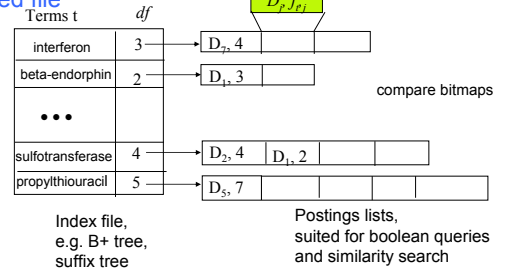 ed file
Terms t df
D_j, f_{t,j}
interferon 3 D₇, 4
beta-endorphin 2 D₁, 3
compare bitmaps
•••
sulfotransferase 4 D₂, 4 D₁, 2
propylthiouracil 5 D₅, 7
Index file,
e.g. B+ tree,
suffix tree
Postings lists,
suited for boolean queries
and similarity search